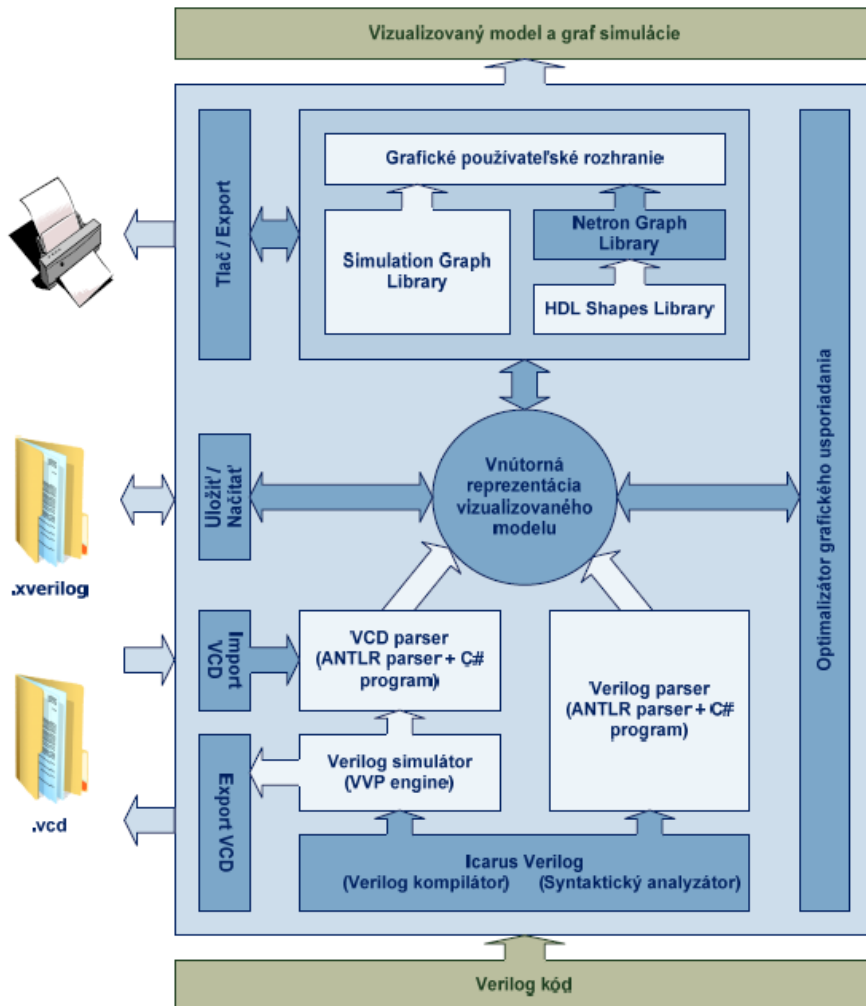 Vizualizovaný model a graf simulácie
Grafické používateľské rozhranie
Tlač / Export
Simulation Graph
Library
Netron Graph
Library
HDL Shapes Library
Optimalizátor grafického usporiadania
Vnútorná
reprezentácia
vizualizovaného
modelu
Uložiť /
Načítať
.xverilog
Import
VCD
VCD parser
(ANTLR parser + C#
program)
Verilog parser
(ANTLR parser + C#
program)
Verilog simulátor
(VVP engine)
Export VCD
.vcd
Icarus Verilog
(Verilog kompilátor) (Syntaktický analyzátor)
Verilog kód